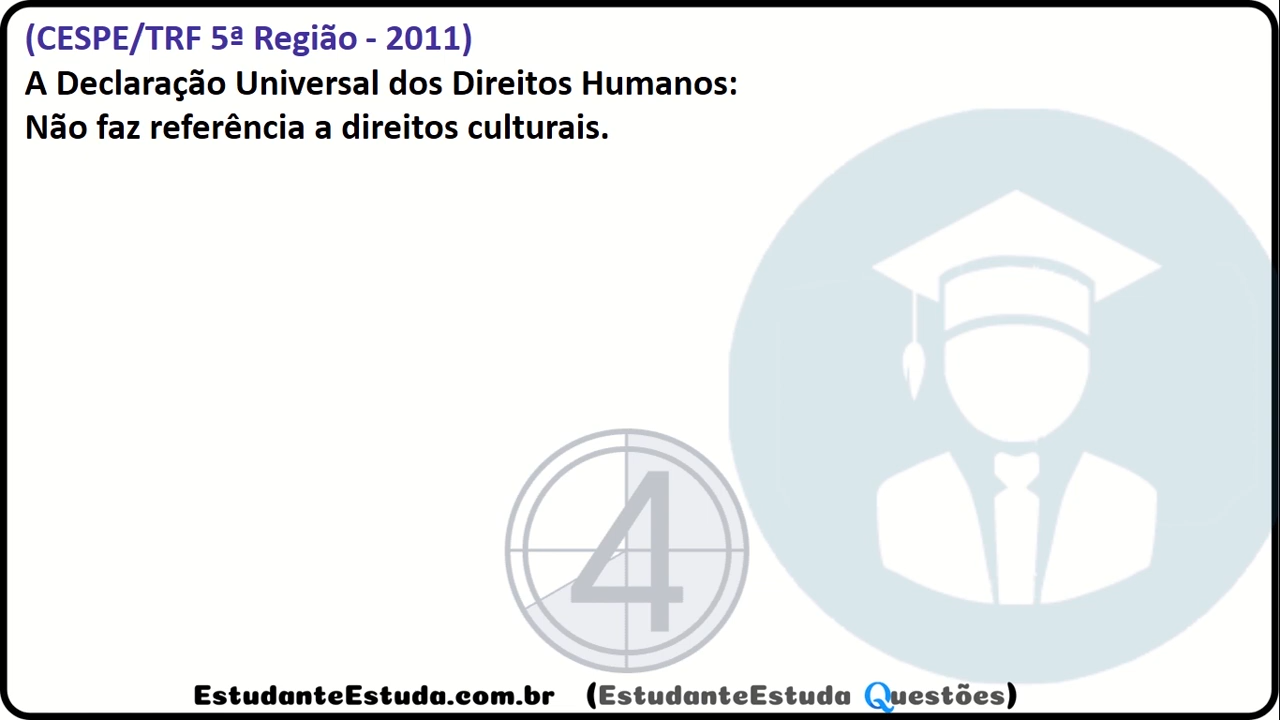 (CESPE/TRF 5ª Região - 2011)
A Declaração Universal dos Direitos Humanos:
Não faz referência a direitos culturais.
4
EstudanteEstuda.com.br (EstudanteEstuda Questões)